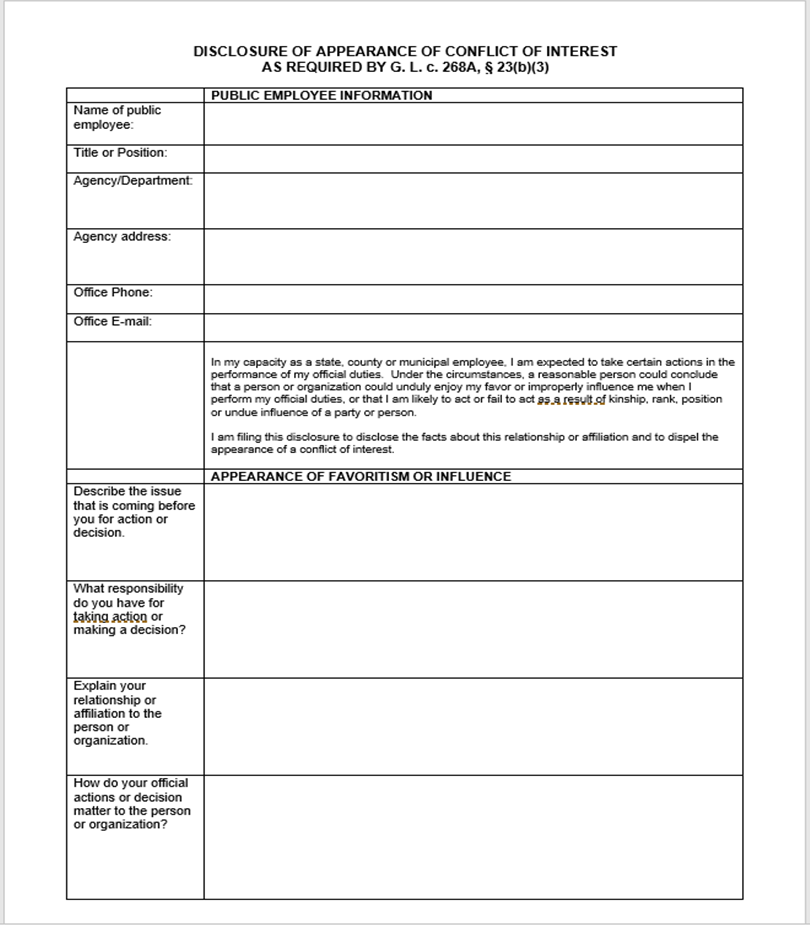 DISCLOSURE OF APPEARANCE OF CONFLICT OF INTEREST
AS REQUIRED BY G. L. c. 268A, § 23(b)(3)
PUBLIC EMPLOYEE INFORMATION
Name of public
employee:
Title or Position:
Agency/Department:
Agency address:
Office Phone:
Office E-mail:
In my capacity as a state, county or municipal employee, I am expected to take certain actions in the
performance of my official duties.  Under the circumstances, a reasonable person could conclude
that a person or organization could unduly enjoy my favor or improperly influence me when I
perform my official duties, or that I am likely to act or fail to act as a result of kinship, rank, position
or undue influence of a party or person.
I am filing this disclosure to disclose the facts about this relationship or affiliation and to dispel the
appearance of a conflict of interest.
APPEARANCE OF FAVORITISM OR INFLUENCE
Describe the issue
that is coming before
you for action or
decision.
What responsibility
do you have for
taking action or
making a decision?
Explain your
relationship or
affiliation to the
person or
organization.
How do your official
actions or decision
matter to the person
or organization?